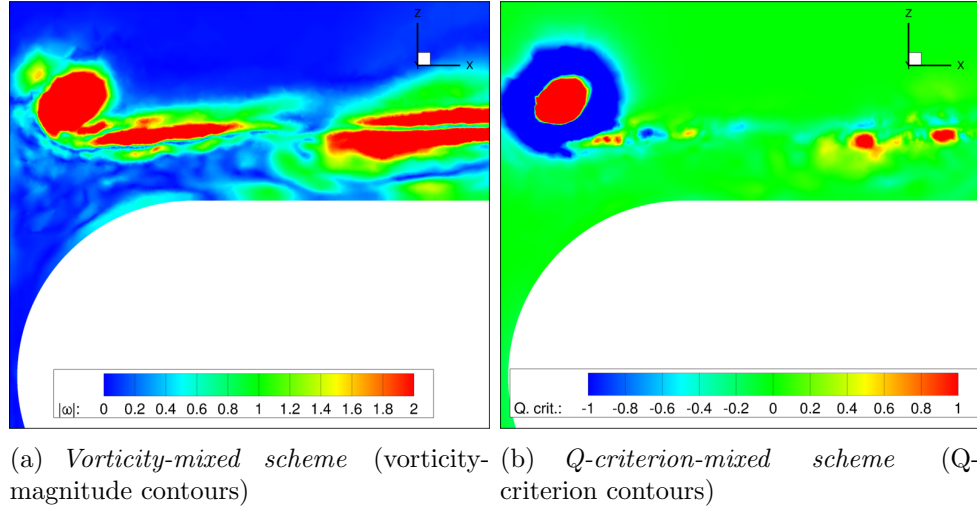 Z
X
|ω|: 0 0.2 0.4 0.6 0.8 1 1.2 1.4 1.6 1.8 2
Z
X
Q. crit.: -1 -0.8 -0.6 -0.4 -0.2 0 0.2 0.4 0.6 0.8 1
(a) Vorticity-mixed scheme (vorticity-
magnitude contours)
(b) Q-criterion-mixed scheme (Q-
criterion contours)